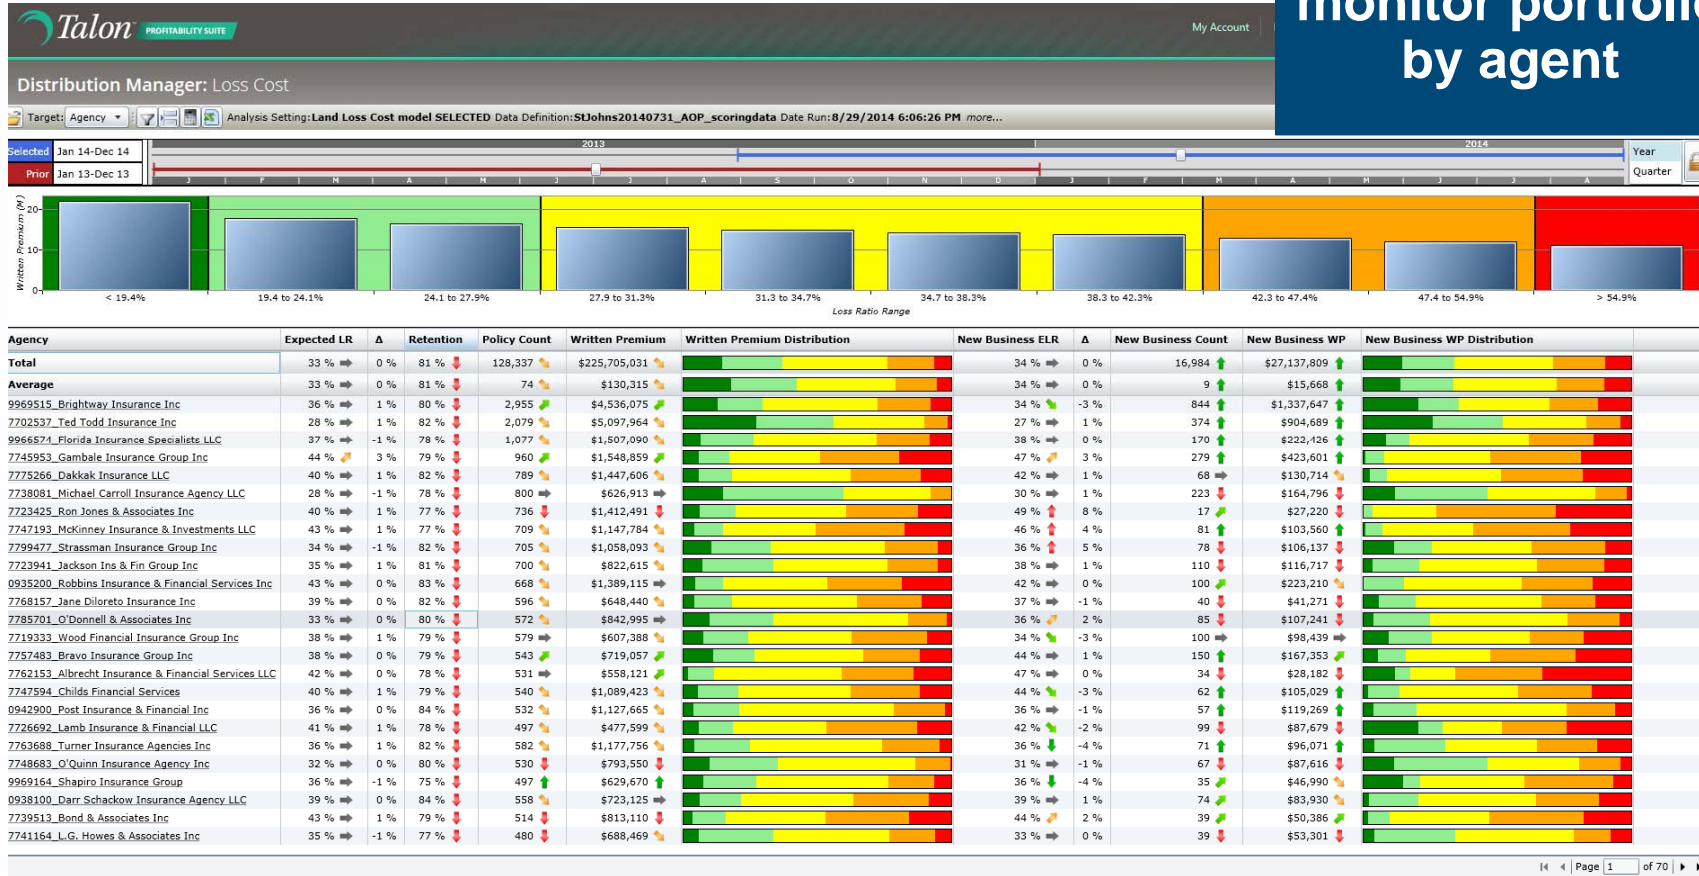 monitor portfolio
by agent
Talon PROFITABILITY SUITE
My Account
Distribution Manager: Loss Cost
Target: Agency Analysis Setting:Land Loss Cost model SELECTED Data Definition:StJohns20140731_AOP_scoringdata Date Run:8/29/2014 6:06:26 PM more...
Selected Jan 14-Dec 14 2013 2014 Year
Prior Jan 13-Dec 13 Quarter
J F M A M J J A S O N D J F M A M J J A
Written Premium (M)
20
10
0
< 19.4% 19.4 to 24.1% 24.1 to 27.9% 27.9 to 31.3% 31.3 to 34.7% 34.7 to 38.3% 38.3 to 42.3% 42.3 to 47.4% 47.4 to 54.9% > 54.9%
Loss Ratio Range
Agency Expected LR Δ Retention Policy Count Written Premium Written Premium Distribution New Business ELR Δ New Business Count New Business WP New Business WP Distribution
Total 33 % 0 % 81 % 128,337 $225,705,031 34 % 0 % 16,984 $27,137,809
Average 33 % 0 % 81 % 74 $130,315 34 % 0 % 9 $15,668
9969515_Brightway Insurance Inc 36 % 1 % 80 % 2,955 $4,536,075 34 % -3 % 844 $1,337,647
7702537_Ted Todd Insurance Inc 28 % 1 % 82 % 2,079 $5,097,964 27 % 1 % 374 $904,689
9966574_Florida Insurance Specialists LLC 37 % -1 % 78 % 1,077 $1,507,090 38 % 0 % 170 $222,426
7745953_Gambale Insurance Group Inc 44 % 3 % 79 % 960 $1,548,859 47 % 3 % 279 $423,601
7775266_Dakkak Insurance LLC 40 % 1 % 82 % 789 $1,447,606 42 % 1 % 68 $130,714
7738081_Michael Carroll Insurance Agency LLC 28 % -1 % 78 % 800 $626,913 30 % 1 % 223 $164,796
7723425_Ron Jones & Associates Inc 40 % 1 % 77 % 736 $1,412,491 49 % 8 % 17 $27,220
7747193_McKinney Insurance & Investments LLC 43 % 1 % 77 % 709 $1,147,784 46 % 4 % 81 $103,560
7799477_Strassman Insurance Group Inc 34 % -1 % 82 % 705 $1,058,093 36 % 5 % 78 $106,137
7723941_Jackson Ins & Fin Group Inc 35 % 1 % 81 % 700 $822,615 38 % 1 % 110 $116,717
0935200_Robbins Insurance & Financial Services Inc 43 % 0 % 83 % 668 $1,389,115 42 % 0 % 100 $223,210
7768157_Jane Diloreto Insurance Inc 39 % 0 % 82 % 596 $648,440 37 % -1 % 40 $41,271
7785701_O'Donnell & Associates Inc 33 % 0 % 80 % 572 $842,995 36 % 2 % 85 $107,241
7719333_Wood Financial Insurance Group Inc 38 % 1 % 79 % 579 $607,388 34 % -3 % 100 $98,439
7757483_Bravo Insurance Group Inc 38 % 0 % 79 % 543 $719,057 44 % 1 % 150 $167,353
7762153_Albrecht Insurance & Financial Services LLC 42 % 0 % 78 % 531 $558,121 47 % 0 % 34 $28,182
7747594_Childs Financial Services 40 % 1 % 79 % 540 $1,089,423 44 % -3 % 62 $105,029
0942900_Post Insurance & Financial Inc 36 % 0 % 84 % 532 $1,127,665 36 % -1 % 57 $119,269
7726692_Lamb Insurance & Financial LLC 41 % 1 % 78 % 497 $477,599 42 % -2 % 99 $87,679
7763688_Turner Insurance Agencies Inc 36 % 1 % 82 % 582 $1,177,756 36 % -4 % 71 $96,071
7748683_O'Quinn Insurance Agency Inc 32 % 0 % 80 % 530 $793,550 31 % -1 % 67 $87,616
9969164_Shapiro Insurance Group 36 % -1 % 75 % 497 $629,670 36 % -4 % 35 $46,990
0938100_Darr Schackow Insurance Agency LLC 39 % 0 % 84 % 558 $723,125 39 % 1 % 74 $83,930
7739513_Bond & Associates Inc 43 % 1 % 79 % 514 $813,110 44 % 2 % 39 $50,386
7741164_L.G. Howes & Associates Inc 35 % -1 % 77 % 480 $688,469 33 % 0 % 39 $53,301
Page 1 of 70